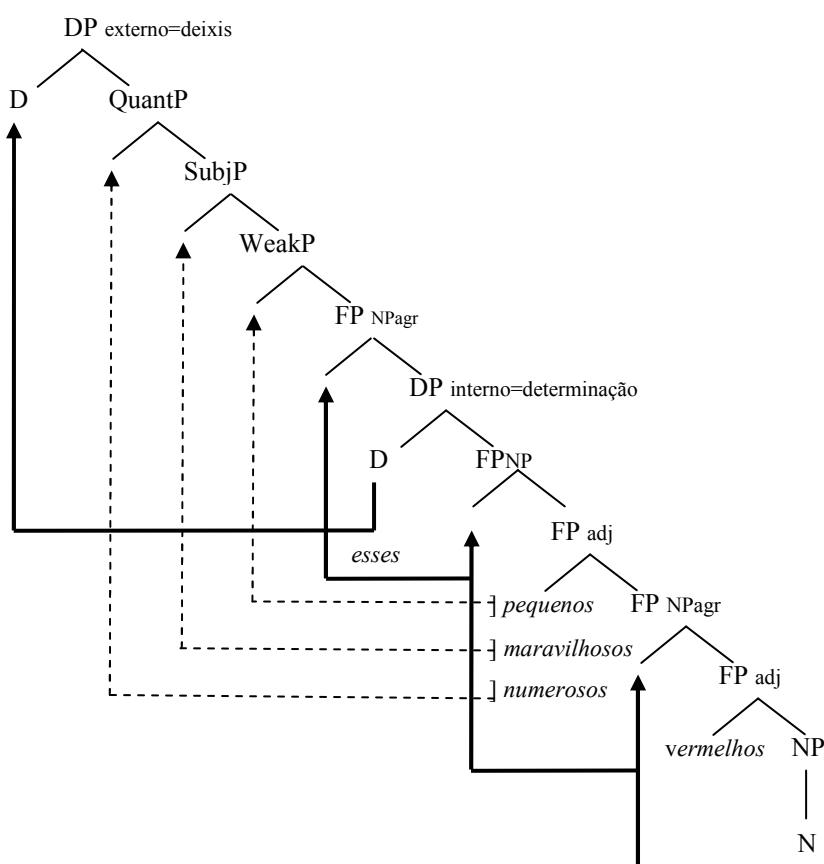 DP externo=deixis
D QuantP
SubjP
WeakP
FP NPagr
DP interno=determinação
D FPNP
FP adj
esses
] pequenos FP NPagr
] maravilhosos
FP adj
] numerosos
vermelhos NP
N